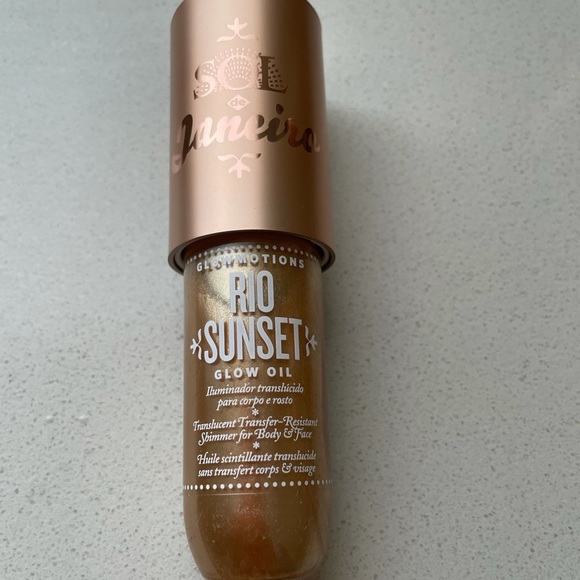 SOL
de
Janeiro
GLOWMOTIONS
RIO
SUNSET
GLOW OIL
Iluminador translúcido
para corpo e rosto
*
Translucent Transfer-Resistant
Shimmer for Body & Face
*
Huile scintillante translucide
sans transfert corps & visage